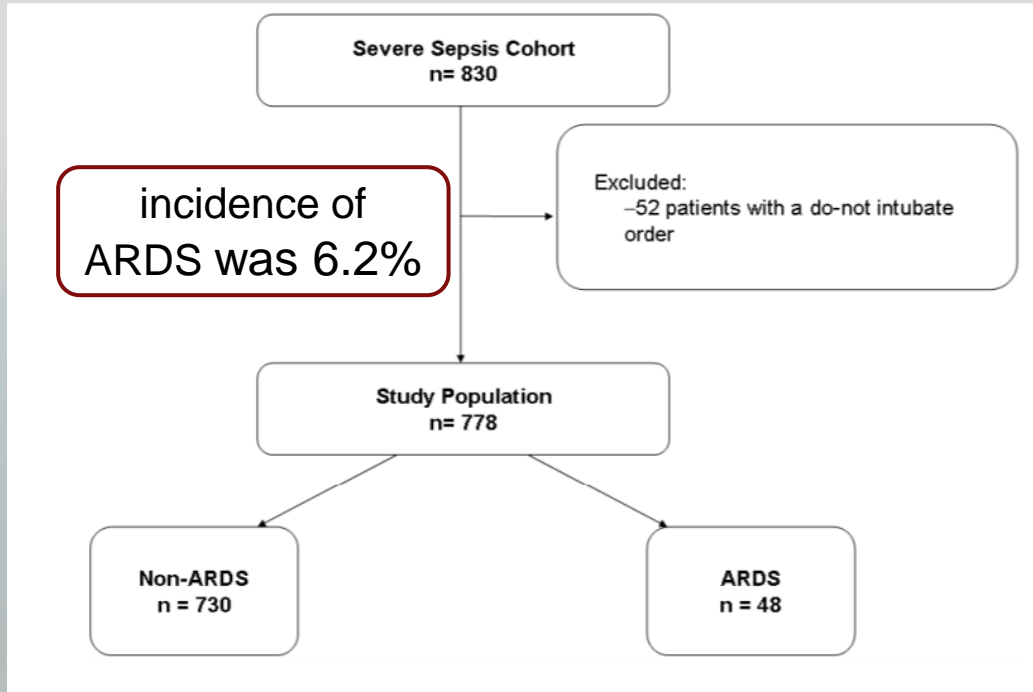 Severe Sepsis Cohort
n= 830
incidence of
ARDS was 6.2%
Excluded:
–52 patients with a do-not intubate
order
Study Population
n= 778
Non-ARDS
n = 730
ARDS
n = 48